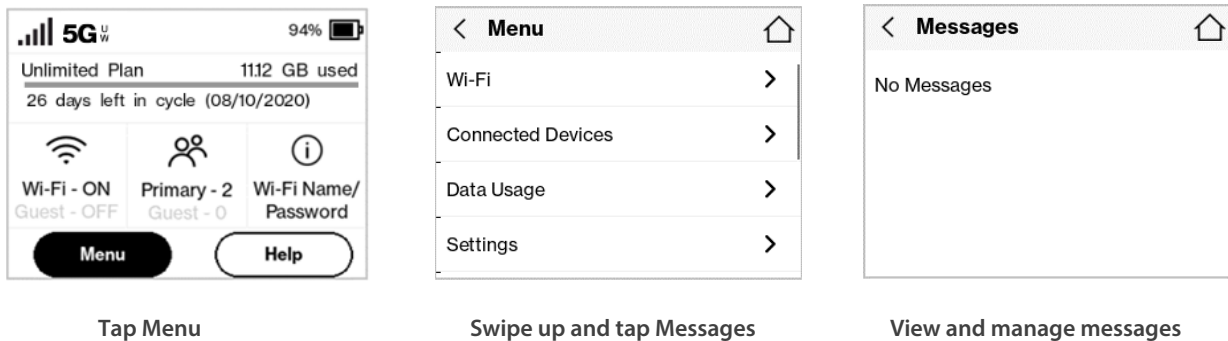 5G UW 94%
Unlimited Plan 11.12 GB used
26 days left in cycle (08/10/2020)
Wi-Fi - ON Primary - 2 Wi-Fi Name/
Guest - OFF Guest - 0 Password
Menu Help
Tap Menu
Menu
Wi-Fi
Connected Devices
Data Usage
Settings
Swipe up and tap Messages
Messages
No Messages
View and manage messages